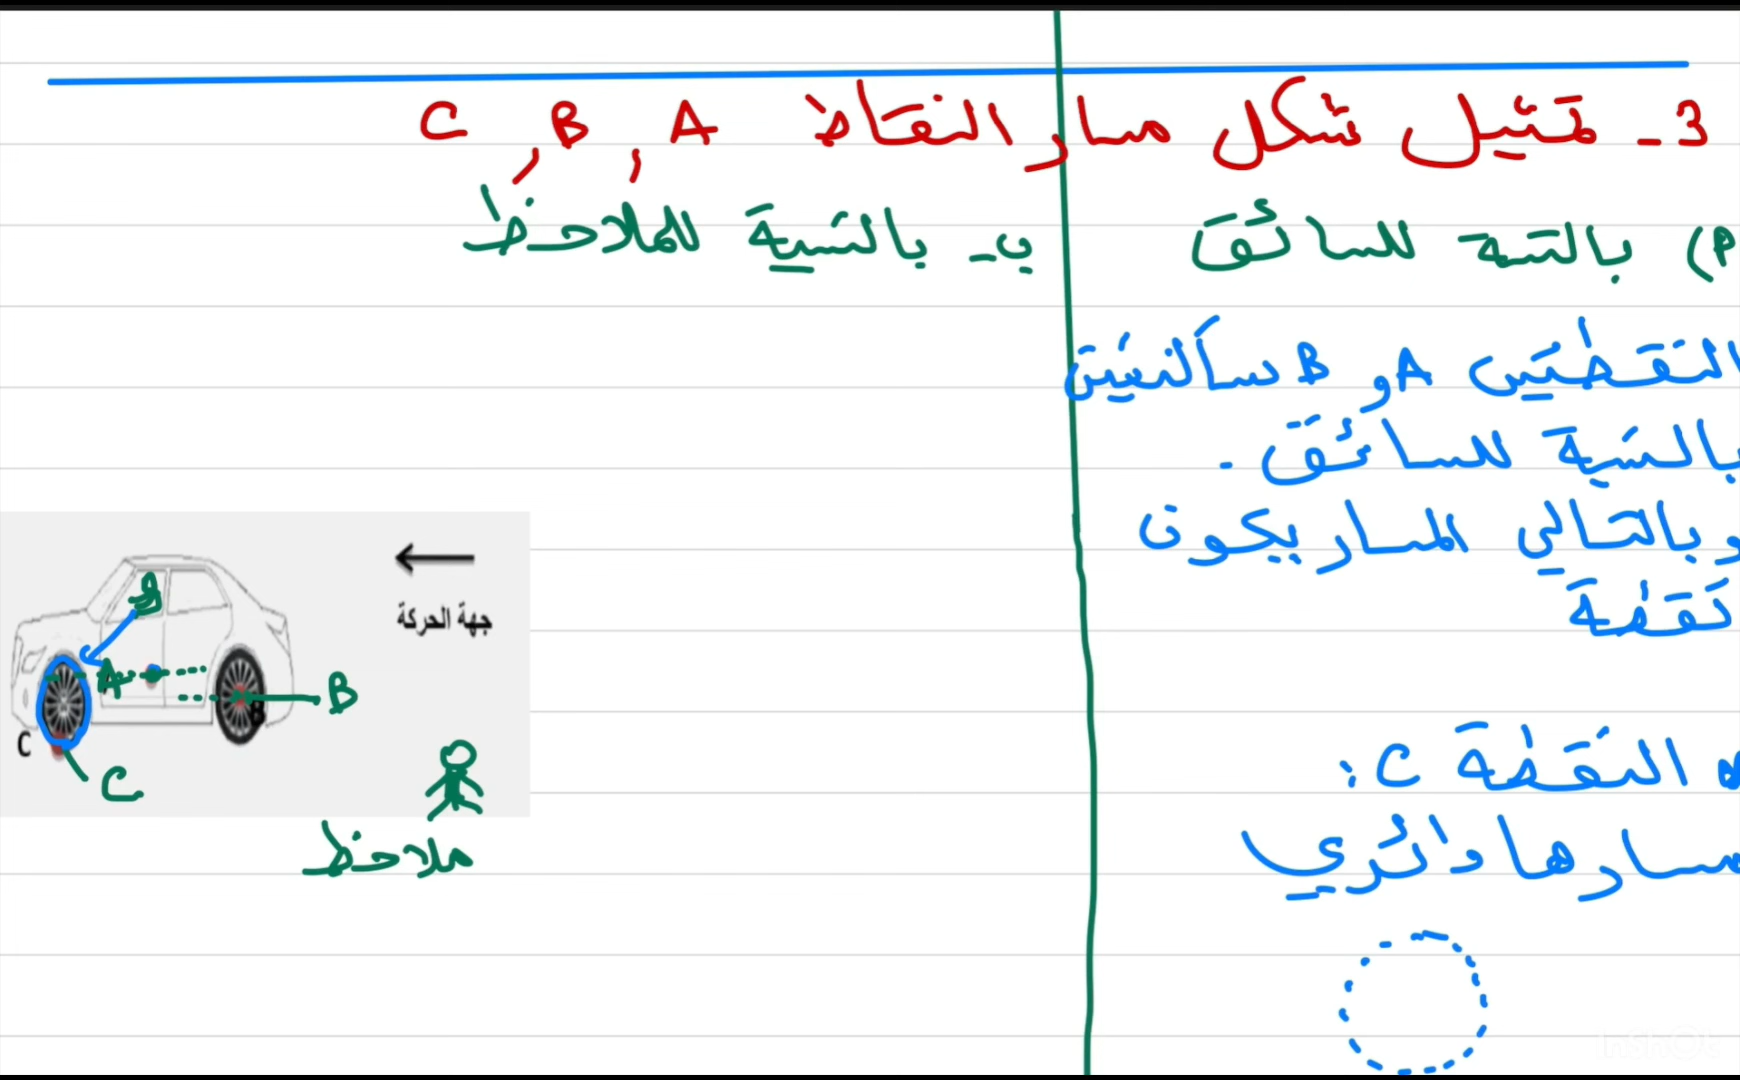 3- تمثيل شكل مسار النقاط A , B , C
أ) بالنسبة للسائق
النقطتين A و B ساكنتين
بالنسبة للسائق.
وبالتالي المسار يكون
نقطة
النقطة C:
مسارها دائري
ب- بالنسبة للملاحظ
جهة الحركة
A
B
B
C
C
ملاحظ
InShOt